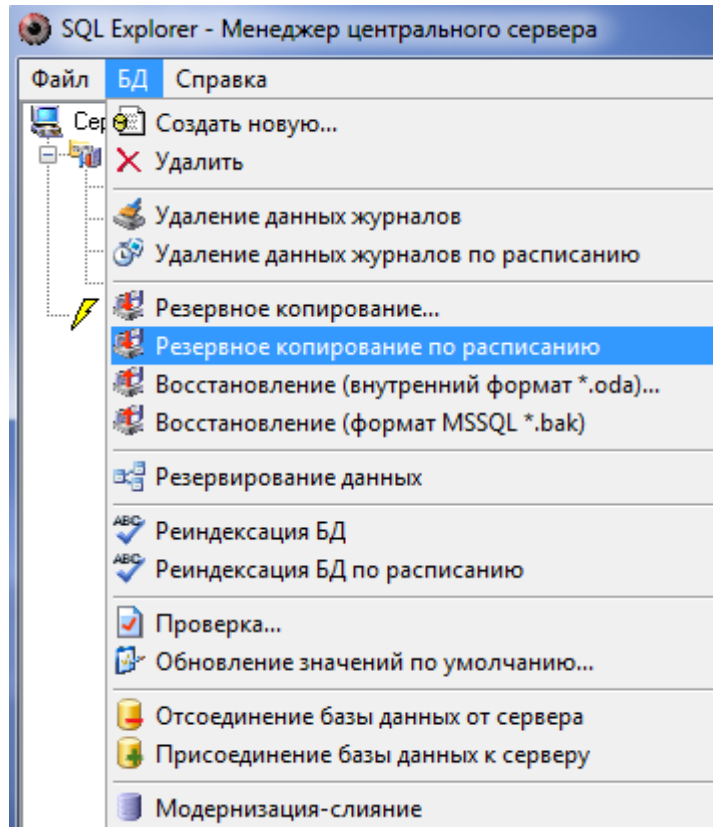 SQL Explorer - Менеджер центрального сервера
Файл БД Справка
Сер
Создать новую...
Удалить
Удаление данных журналов
Удаление данных журналов по расписанию
Резервное копирование...
Резервное копирование по расписанию
Восстановление (внутренний формат *.oda)...
Восстановление (формат MSSQL *.bak)
Резервирование данных
ABC
Реиндексация БД
ABC
Реиндексация БД по расписанию
Проверка...
Обновление значений по умолчанию...
Отсоединение базы данных от сервера
Присоединение базы данных к серверу
Модернизация-слияние